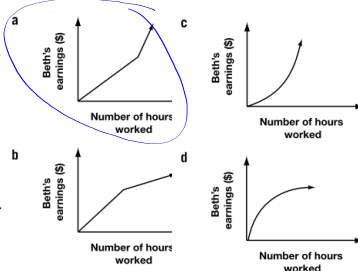 a
Beth's
earnings ($)
Number of hours
worked
b
Beth's
earnings ($)
Number of hours
worked
c
Beth's
earnings ($)
Number of hours
worked
d
Beth's
earnings ($)
Number of hours
worked